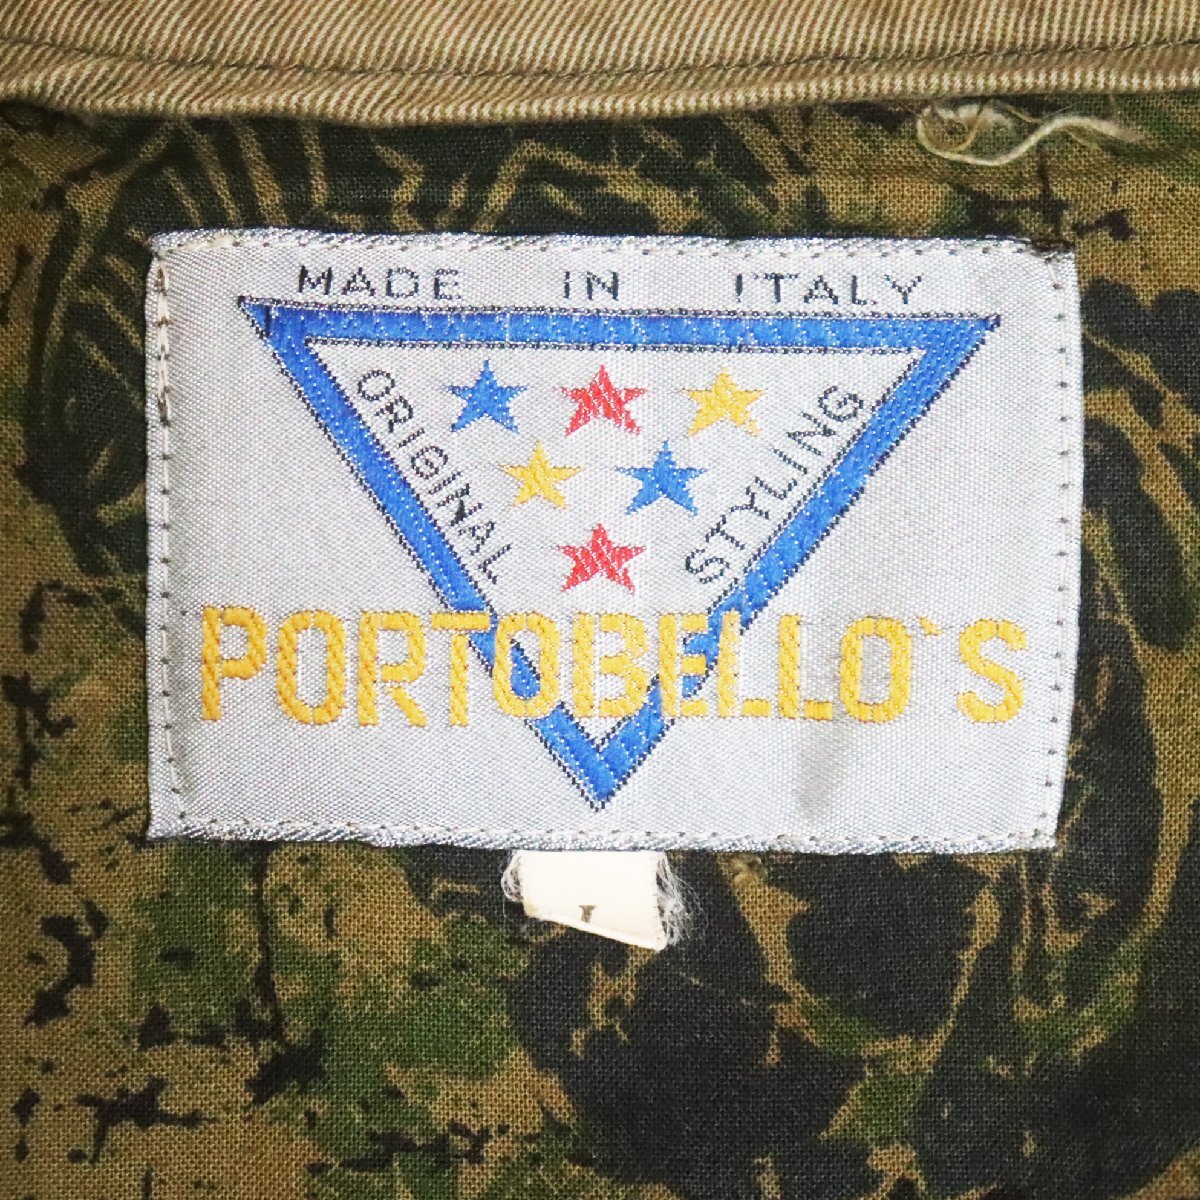 MADE IN ITALY
ORIGINAL
STYLING
PORTOBELLO`S